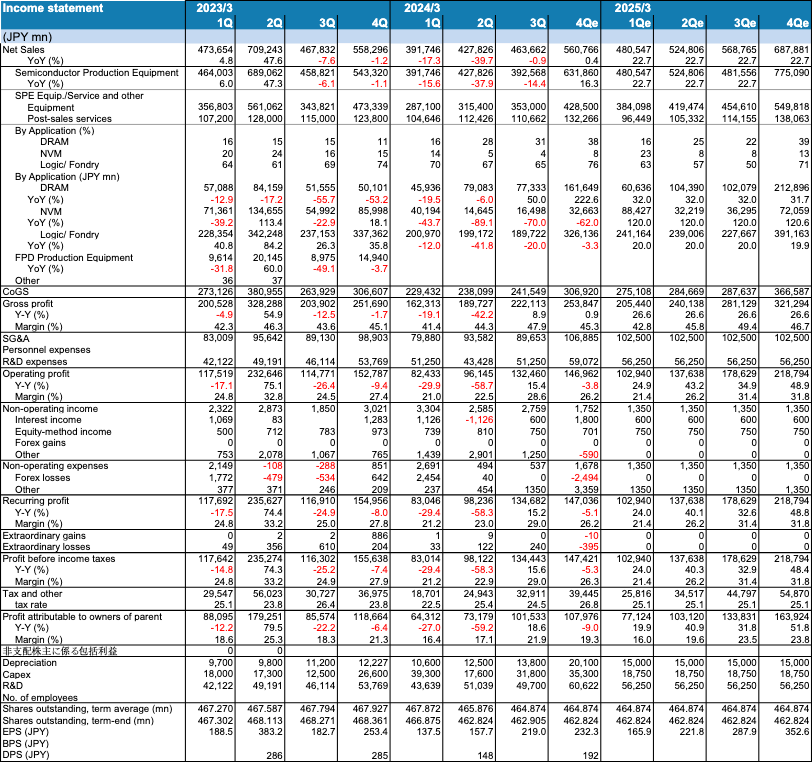 Income statement 2023/3 2024/3 2025/3
1Q 2Q 3Q 4Q 1Q 2Q 3Q 4Qe 1Qe 2Qe 3Qe 4Qe
(JPY mn)
Net Sales 473,654 709,243 467,832 558,296 391,746 427,826 463,662 560,766 480,547 524,806 568,765 687,881
YoY (%) 4.8 47.6 -7.6 -1.2 -17.3 -39.7 -0.9 0.4 22.7 22.7 22.7 22.7
Semiconductor Production Equipment 464,003 689,062 458,821 543,320 391,746 427,826 392,568 631,860 480,547 524,806 481,556 775,090
YoY (%) 6.0 47.3 -6.1 -1.1 -15.6 -37.9 -14.4 16.3 22.7 22.7 22.7
SPE Equip./Service and other
Equipment 356,803 561,062 343,821 473,339 287,100 315,400 353,000 428,500 384,098 419,474 454,610 549,818
Post-sales services 107,200 128,000 115,000 123,800 104,646 112,426 110,662 132,266 96,449 105,332 114,155 138,063
By Application (%)
DRAM 16 15 15 11 16 28 31 38 16 25 22 39
NVM 20 24 16 15 14 5 4 8 23 8 8 13
Logic/ Fondry 64 61 69 74 70 67 65 76 63 57 50 71
By Application (JPY mn)
DRAM 57,088 84,159 51,555 50,101 45,936 79,083 77,333 161,649 60,636 104,390 102,079 212,896
YoY (%) -12.9 -17.2 -55.7 -53.2 -19.5 -6.0 50.0 222.6 32.0 32.0 32.0 31.7
NVM 71,361 134,655 54,992 85,998 40,194 14,645 16,498 32,663 88,427 32,219 36,295 72,059
YoY (%) -39.2 113.4 -22.9 18.1 -43.7 -89.1 -70.0 -62.0 120.0 120.0 120.0 120.6
Logic/ Fondry 228,354 342,248 237,153 337,362 200,970 199,172 189,722 326,136 241,164 239,006 227,667 391,163
YoY (%) 40.8 84.2 26.3 35.8 -12.0 -41.8 -20.0 -3.3 20.0 20.0 20.0 19.9
FPD Production Equipment 9,614 20,145 8,975 14,940
YoY (%) -31.8 60.0 -49.1 -3.7
Other 36 37
CoGS 273,126 380,955 263,929 306,607 229,432 238,099 241,549 306,920 275,108 284,669 287,637 366,587
Gross profit 200,528 328,288 203,902 251,690 162,313 189,727 222,113 253,847 205,440 240,138 281,129 321,294
Y-Y (%) -4.9 54.9 -12.5 -1.7 -19.1 -42.2 8.9 0.9 26.6 26.6 26.6 26.6
Margin (%) 42.3 46.3 43.6 45.1 41.4 44.3 47.9 45.3 42.8 45.8 49.4 46.7
SG&A 83,009 95,642 89,130 98,903 79,880 93,582 89,653 106,885 102,500 102,500 102,500 102,500
Personnel expenses
R&D expenses 42,122 49,191 46,114 53,769 51,250 43,428 51,250 59,072 56,250 56,250 56,250 56,250
Operating profit 117,519 232,646 114,771 152,787 82,433 96,145 132,460 146,962 102,940 137,638 178,629 218,794
Y-Y (%) -17.1 75.1 -26.4 -9.4 -29.9 -58.7 15.4 -3.8 24.9 43.2 34.9 48.9
Margin (%) 24.8 32.8 24.5 27.4 21.0 22.5 28.6 26.2 21.4 26.2 31.4 31.8
Non-operating income 2,322 2,873 1,850 3,021 3,304 2,585 2,759 1,752 1,350 1,350 1,350 1,350
Interest income 1,069 83 1,283 1,126 -1,126 600 1,800 600 600 600 600
Equity-method income 500 712 783 973 739 810 750 701 750 750 750 750
Forex gains 0 0 0 0 0 0 0 0 0 0 0 0
Other 753 2,078 1,067 765 1,439 2,901 1,250 -590 0 0 0 0
Non-operating expenses 2,149 -108 -288 851 2,691 494 537 1,678 1,350 1,350 1,350 1,350
Forex losses 1,772 -479 -534 642 2,454 40 0 -2,494 0 0 0 0
Other 377 371 246 209 237 454 1350 3,359 1350 1350 1350 1,350
Recurring profit 117,692 235,627 116,910 154,956 83,046 98,236 134,682 147,036 102,940 137,638 178,629 218,794
Y-Y (%) -17.5 74.4 -24.9 -8.0 -29.4 -58.3 15.2 -5.1 24.0 40.1 32.6 48.8
Margin (%) 24.8 33.2 25.0 27.8 21.2 23.0 29.0 26.2 21.4 26.2 31.4 31.8
Extraordinary gains 0 2 2 886 1 9 0 -10 0 0 0 0
Extraordinary losses 49 356 610 204 33 122 240 -395 0 0 0 0
Profit before income taxes 117,642 235,274 116,302 155,638 83,014 98,122 134,443 147,421 102,940 137,638 178,629 218,794
Y-Y (%) -14.8 74.3 -25.2 -7.4 -29.4 -58.3 15.6 -5.3 24.0 40.3 32.9 48.4
Margin (%) 24.8 33.2 24.9 27.9 21.2 22.9 29.0 26.3 21.4 26.2 31.4 31.8
Tax and other 29,547 56,023 30,727 36,975 18,701 24,943 32,911 39,445 25,816 34,517 44,797 54,870
tax rate 25.1 23.8 26.4 23.8 22.5 25.4 24.5 26.8 25.1 25.1 25.1 25.1
Profit attributable to owners of parent 88,095 179,251 85,574 118,664 64,312 73,179 101,533 107,976 77,124 103,120 133,831 163,924
Y-Y (%) -12.2 79.5 -22.2 -6.4 -27.0 -59.2 18.6 -9.0 19.9 40.9 31.8 51.8
Margin (%) 18.6 25.3 18.3 21.3 16.4 17.1 21.9 19.3 16.0 19.6 23.5 23.8
非支配株主に係る包括利益 0 0
Depreciation 9,700 9,800 11,200 12,227 10,600 12,500 13,800 20,100 15,000 15,000 15,000 15,000
Capex 18,000 17,300 12,500 26,600 39,300 17,600 31,800 35,300 18,750 18,750 18,750 18,750
R&D 42,122 49,191 46,114 53,769 43,639 51,039 49,700 60,622 56,250 56,250 56,250 56,250
No. of employees
Shares outstanding, term average (mn) 467.270 467.587 467.794 467.927 467.872 465.876 464.874 464.874 464.874 464.874 464.874 464.874
Shares outstanding, term-end (mn) 467.302 468.113 468.271 468.361 466.875 462.824 462.905 462.824 462.824 462.824 462.824 462.824
EPS (JPY) 188.5 383.2 182.7 253.4 137.5 157.7 219.0 232.3 165.9 221.8 287.9 352.6
BPS (JPY)
DPS (JPY) 286 285 148 192